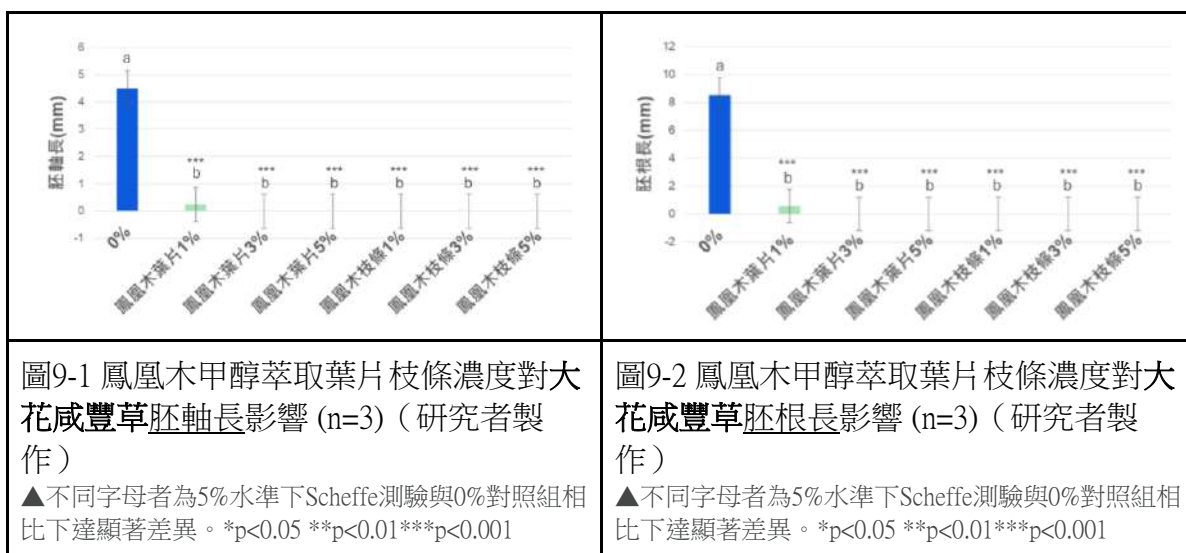 6
5
4
3
2
1
0
-1
胚軸長(mm)
a
***
b
***
b
***
b
***
b
***
b
***
b
0%
鳳凰木葉片1%
鳳凰木葉片3%
鳳凰木葉片5%
鳳凰木枝條1%
鳳凰木枝條3%
鳳凰木枝條5%
12
10
8
6
4
2
0
-2
胚根長(mm)
a
***
b
***
b
***
b
***
b
***
b
***
b
0%
鳳凰木葉片1%
鳳凰木葉片3%
鳳凰木葉片5%
鳳凰木枝條1%
鳳凰木枝條3%
鳳凰木枝條5%
圖9-1 鳳凰木甲醇萃取葉片枝條濃度對大
花咸豐草胚軸長影響 (n=3)（研究者製
作）
▲不同字母者為5%水準下Scheffe測驗與0%對照組相
比下達顯著差異。*p<0.05 **p<0.01***p<0.001
圖9-2 鳳凰木甲醇萃取葉片枝條濃度對大
花咸豐草胚根長影響 (n=3)（研究者製
作）
▲不同字母者為5%水準下Scheffe測驗與0%對照組相
比下達顯著差異。*p<0.05 **p<0.01***p<0.001